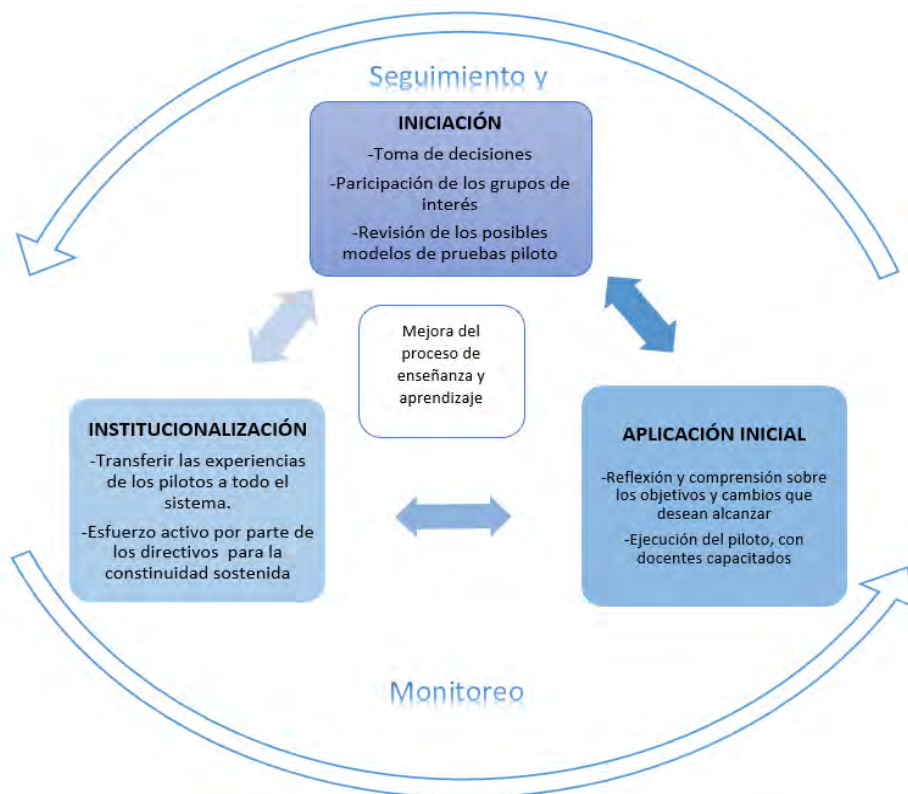 Seguimiento y
INICIACIÓN
-Toma de decisiones
-Paricipación de los grupos de
interés
-Revisión de los posibles
modelos de pruebas piloto
Mejora del
proceso de
enseñanza y
aprendizaje
INSTITUCIONALIZACIÓN
-Transferir las experiencias
de los pilotos a todo el
sistema.
-Esfuerzo activo por parte de
los directivos para la
constinuidad sostenida
APLICACIÓN INICIAL
-Reflexión y comprensión sobre
los objetivos y cambios que
desean alcanzar
-Ejecución del piloto, con
docentes capacitados
Monitoreo